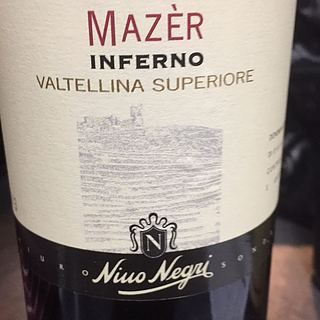 MAZÈR
INFERNO
VALTELLINA SUPERIORE
N
Nino Negri